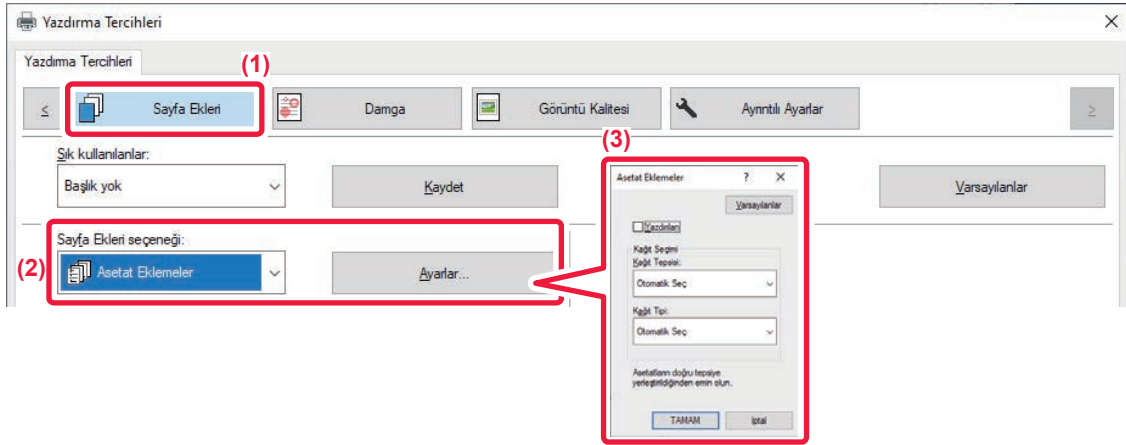 Yazdırma Tercihleri
Yazdırma Tercihleri
(1)
<
Sayfa Ekleri
Damga
Görüntü Kalitesi
Ayrıntılı Ayarlar
>
(3)
Sık kullanılanlar:
Başlık yok
Kaydet
Varsayılanlar
(2)
Sayfa Ekleri seçeneği:
Asetat Eklemeler
Ayarlar...
Asetat Eklemeler
?
Varsayılanlar
Yazdırılan
Kağıt Seçimi
Kağıt Tepsisi:
Otomatik Seç
Kağıt Tipi:
Otomatik Seç
Asetatların doğru tepsiye
yerleştirildiğinden emin olun.
TAMAM
İptal